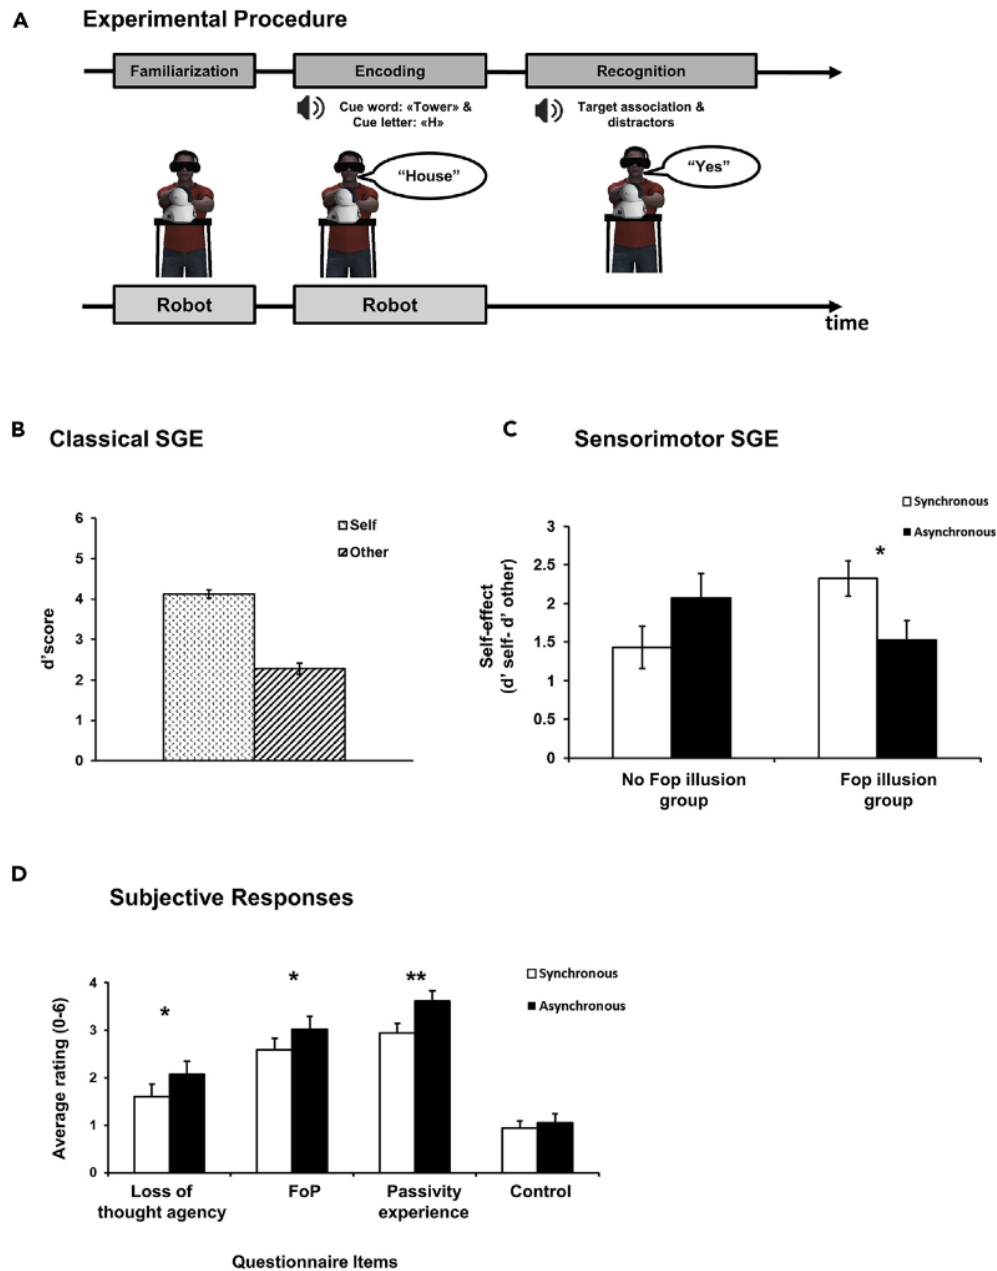 A Experimental Procedure
Familiarization Encoding Recognition
Cue word: «Tower» &
Cue letter: «H»
Target association &
distractors
“House”
“Yes”
Robot Robot
time
B Classical SGE
6
5
4
3
2
1
0
d’score
Self
Other
C Sensorimotor SGE
Synchronous
Asynchronous
3
2.5
2
1.5
1
0.5
0
Self-effect
(d’ self- d’ other)
*
No Fop illusion
group
Fop illusion
group
D Subjective Responses
Synchronous
Asynchronous
4
3
2
1
0
Average rating (0-6)
* * **
Loss of
thought agency
FoP
Passivity
experience
Control
Questionnaire Items